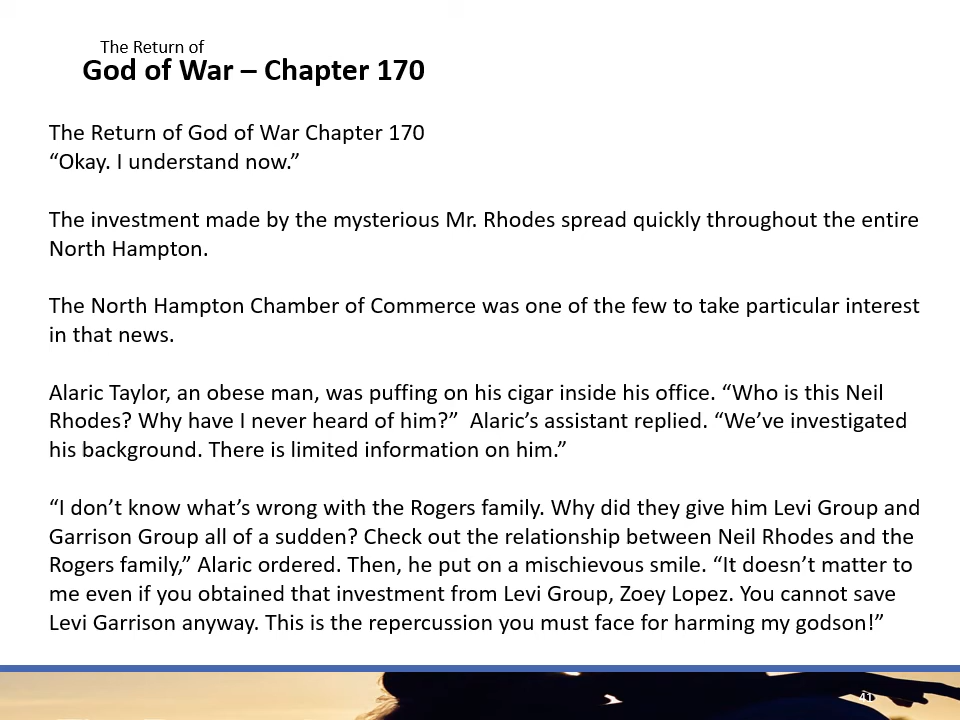 The Return of
God of War – Chapter 170
The Return of God of War Chapter 170
“Okay. I understand now.”
The investment made by the mysterious Mr. Rhodes spread quickly throughout the entire
North Hampton.
The North Hampton Chamber of Commerce was one of the few to take particular interest
in that news.
Alaric Taylor, an obese man, was puffing on his cigar inside his office. “Who is this Neil
Rhodes? Why have I never heard of him?”  Alaric’s assistant replied. “We’ve investigated
his background. There is limited information on him.”
“I don’t know what’s wrong with the Rogers family. Why did they give him Levi Group and
Garrison Group all of a sudden? Check out the relationship between Neil Rhodes and the
Rogers family,” Alaric ordered. Then, he put on a mischievous smile. “It doesn’t matter to
me even if you obtained that investment from Levi Group, Zoey Lopez. You cannot save
Levi Garrison anyway. This is the repercussion you must face for harming my godson!”
41